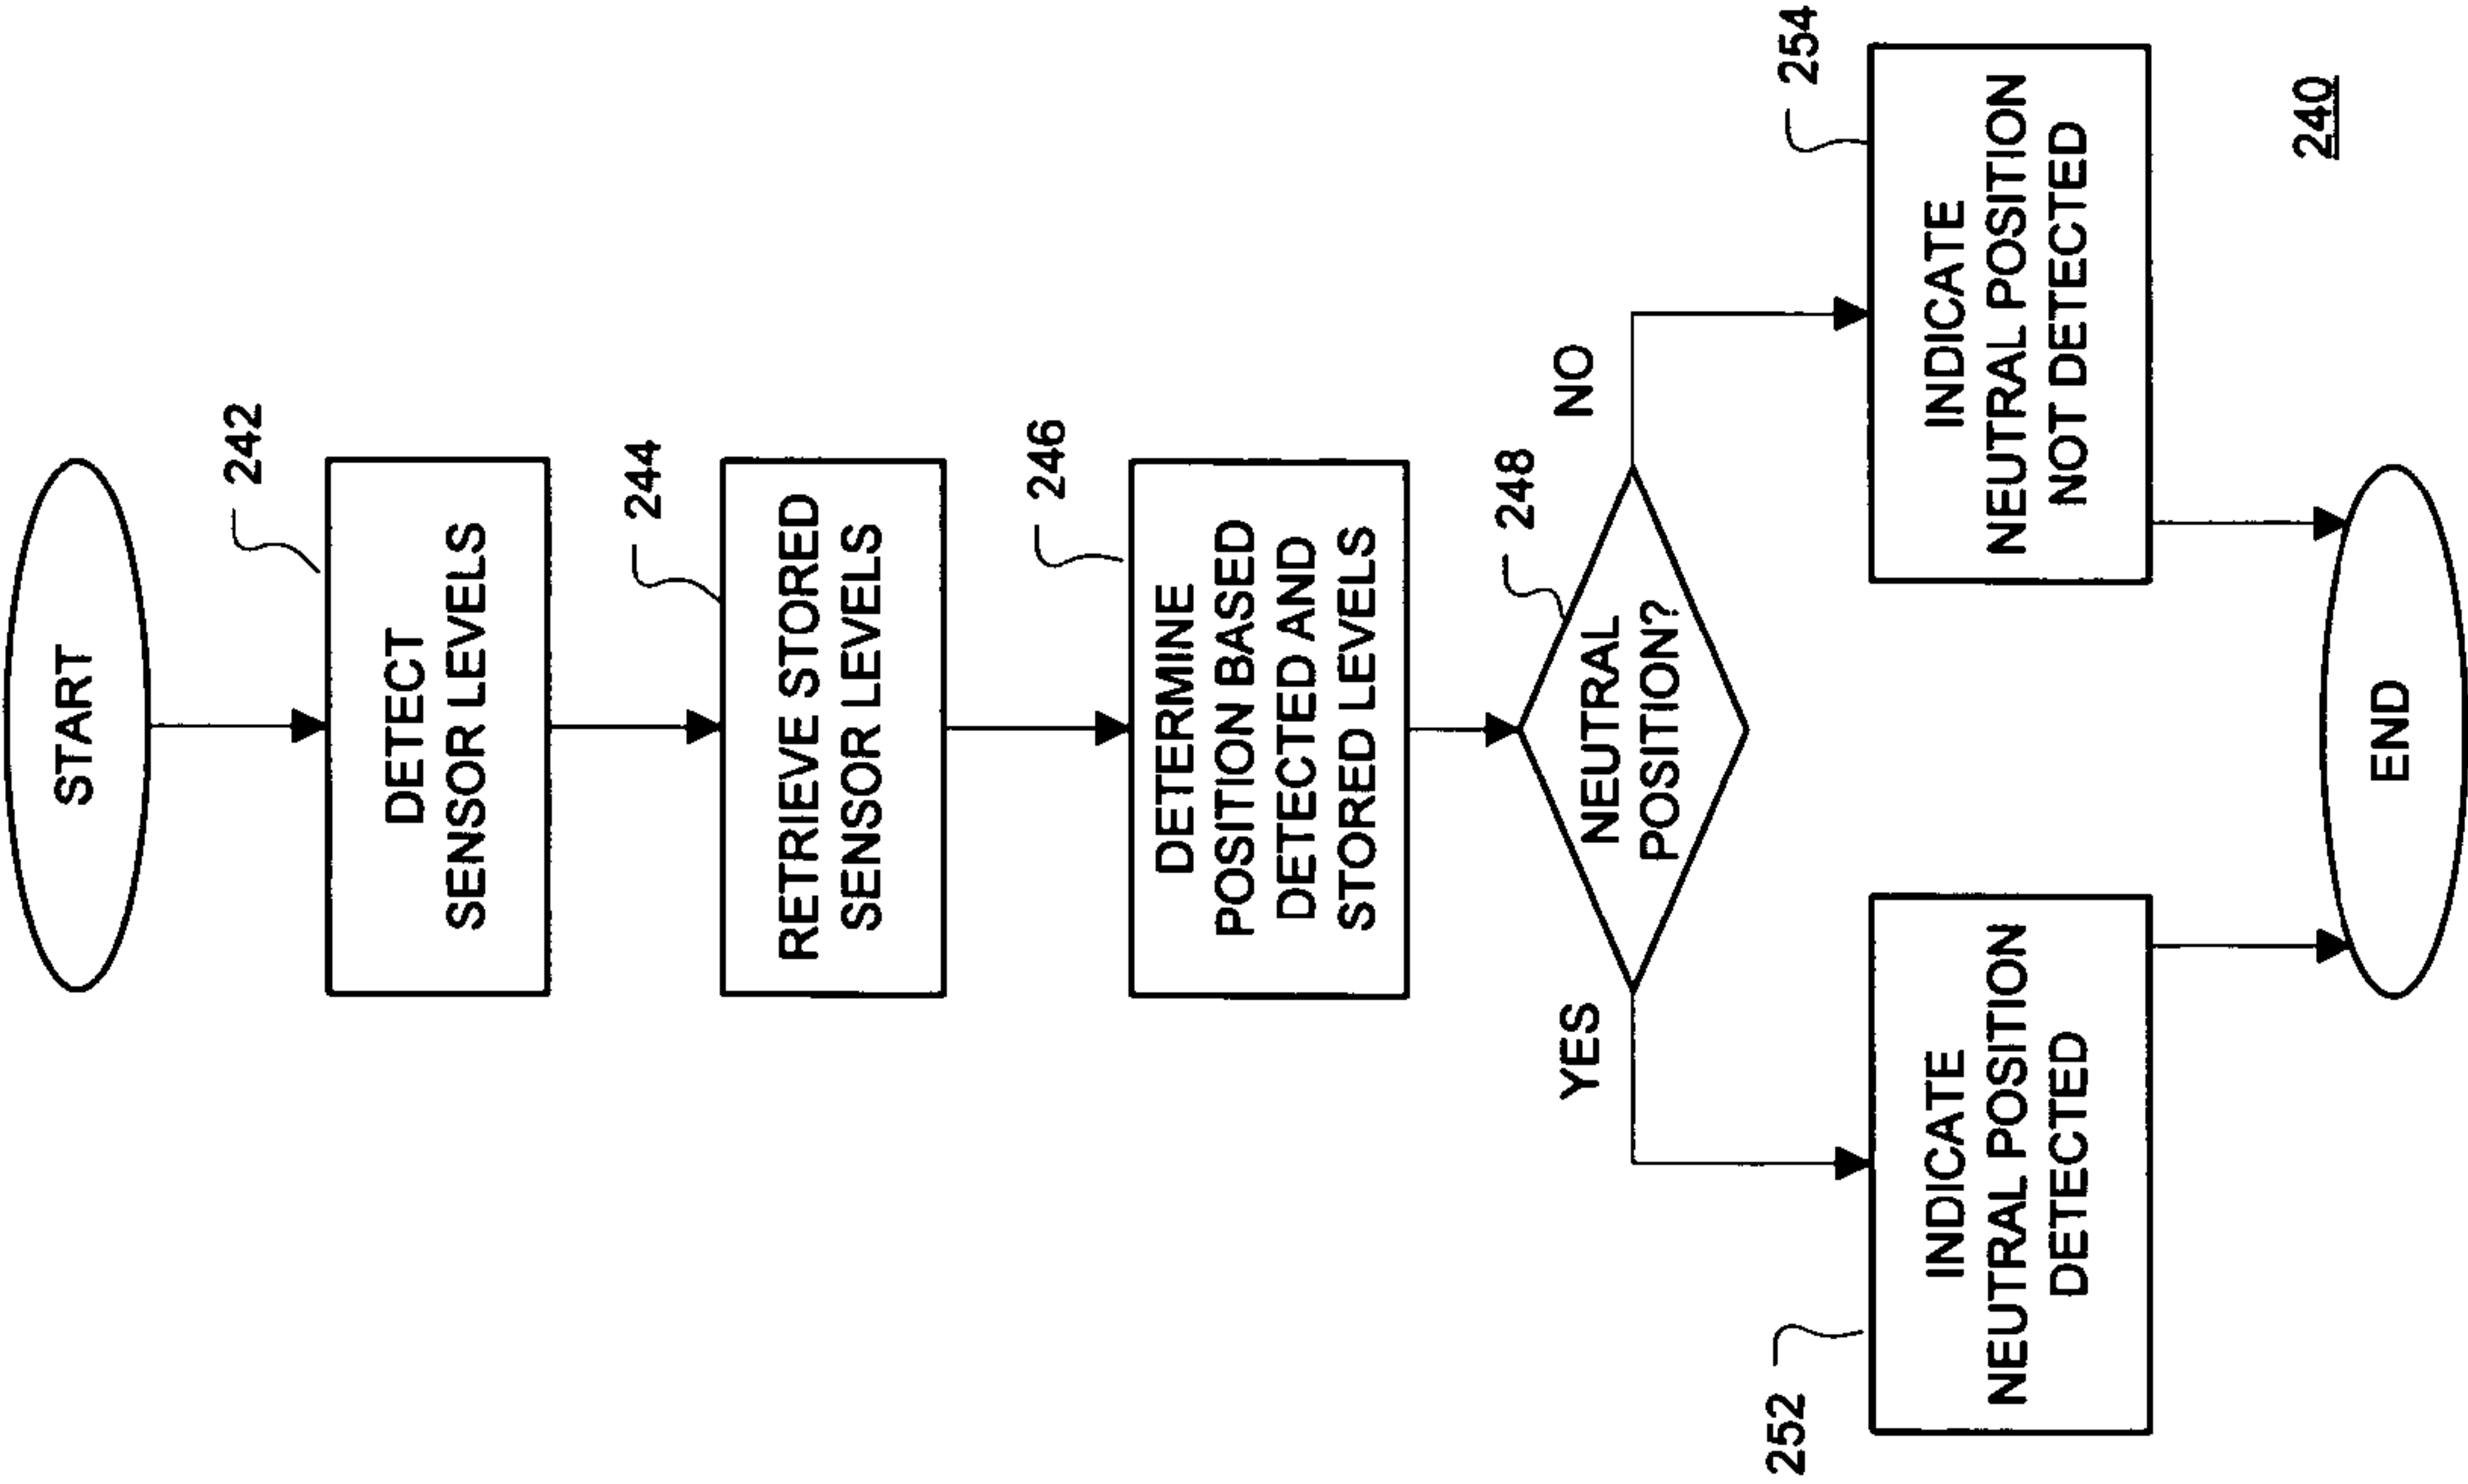 START
242
DETECT
SENSOR LEVELS
244
RETRIEVE STORED
SENSOR LEVELS
246
DETERMINE
POSITION BASED
DETECTED AND
STORED LEVELS
248
NEUTRAL
POSITION?
YES
NO
252
INDICATE
NEUTRAL POSITION
DETECTED
254
INDICATE
NEUTRAL POSITION
NOT DETECTED
END
240